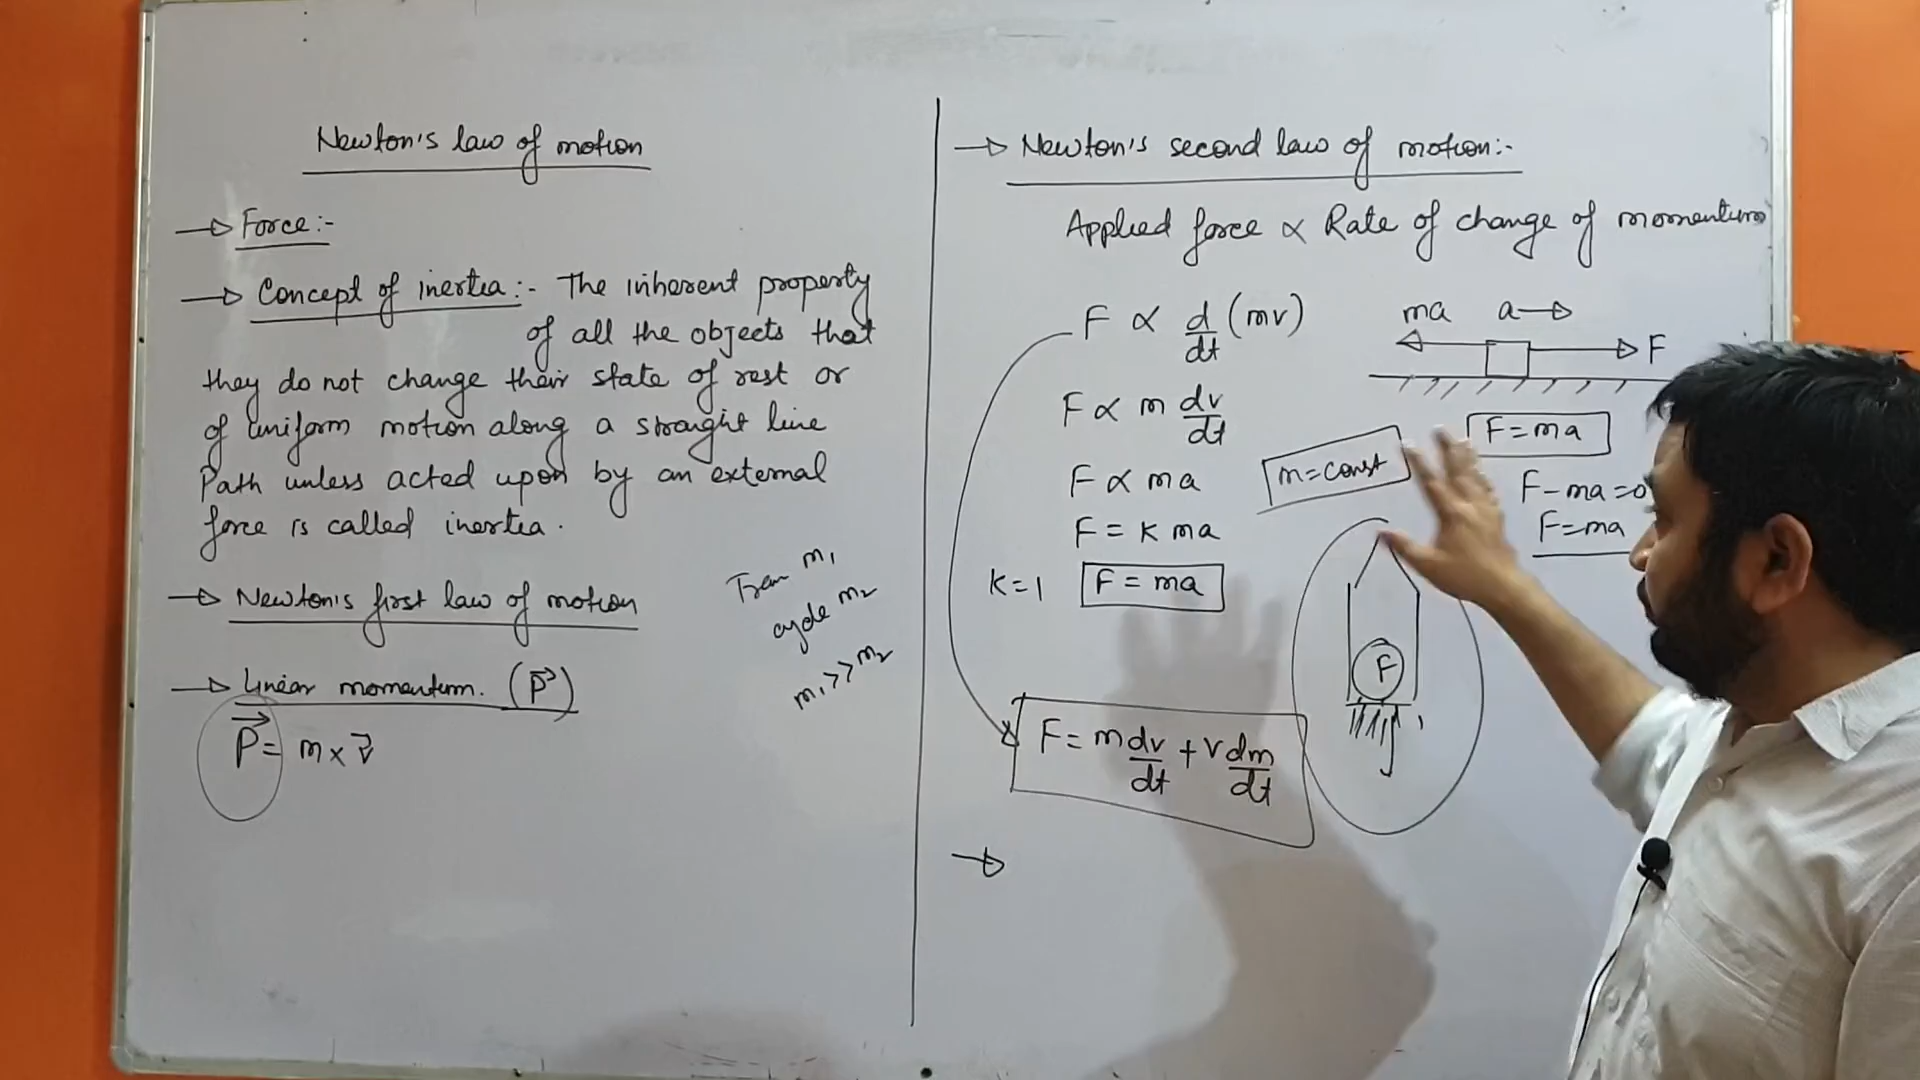 Newton's law of motion
→ Force:-
→ Concept of inertia:- The inherent property
of all the objects that
they do not change their state of rest or
of uniform motion along a straight line
Path unless acted upon by an external
force is called inertia.
→ Newton's first law of motion
→ Linear momentum. (P⃗)
P⃗ = m × v⃗
m₁
cycle m₂
m₁ >> m₂
→ Newton's second law of motion:-
Applied force ∝ Rate of change of momentum
F ∝ d/dt (mv)
F ∝ m dv/dt
F ∝ ma
F = K ma
K = 1 F = ma
F = m dv/dt + v dm/dt
→
ma a →
F
F = ma
F - ma = 0
F = ma
m = const
F